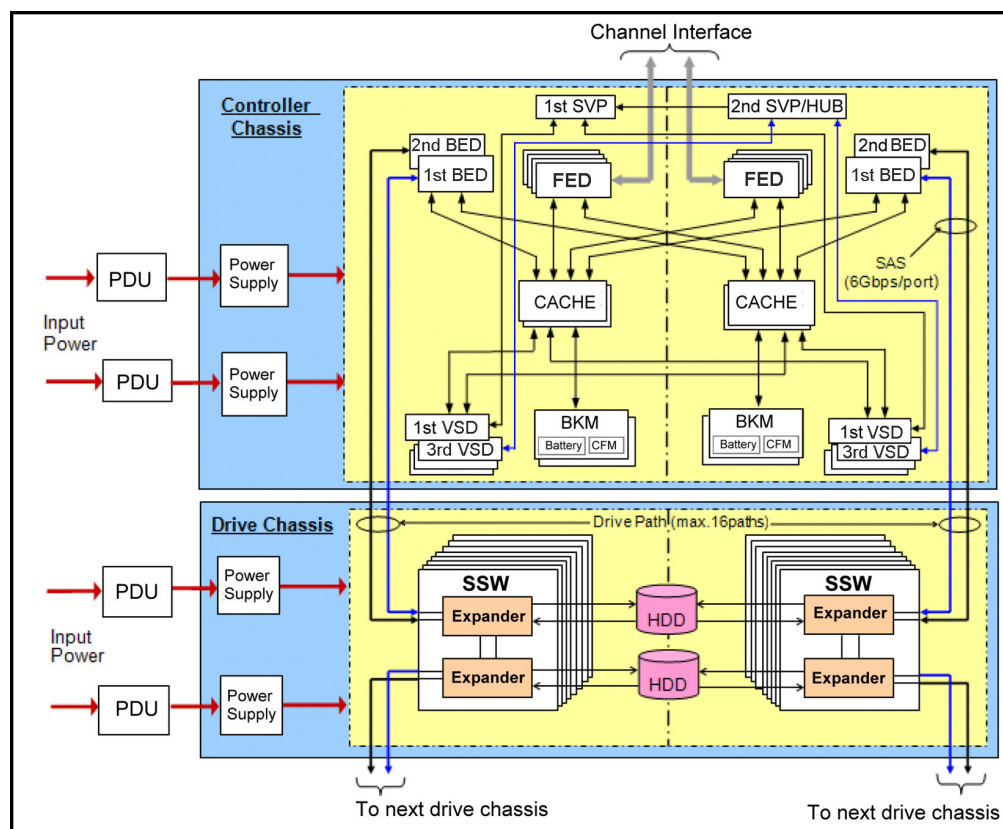 Channel Interface
Controller
Chassis
1st SVP
2nd SVP/HUB
2nd BED
1st BED
FED
FED
2nd BED
1st BED
SAS
(6Gbps/port)
PDU
Power
Supply
CACHE
CACHE
Input
Power
PDU
Power
Supply
1st VSD
3rd VSD
BKM
Battery
CFM
BKM
Battery
CFM
1st VSD
3rd VSD
Drive Chassis
Drive Path (max.16paths)
PDU
Power
Supply
SSW
Expander
HDD
SSW
Expander
Input
Power
PDU
Power
Supply
Expander
HDD
Expander
To next drive chassis
To next drive chassis